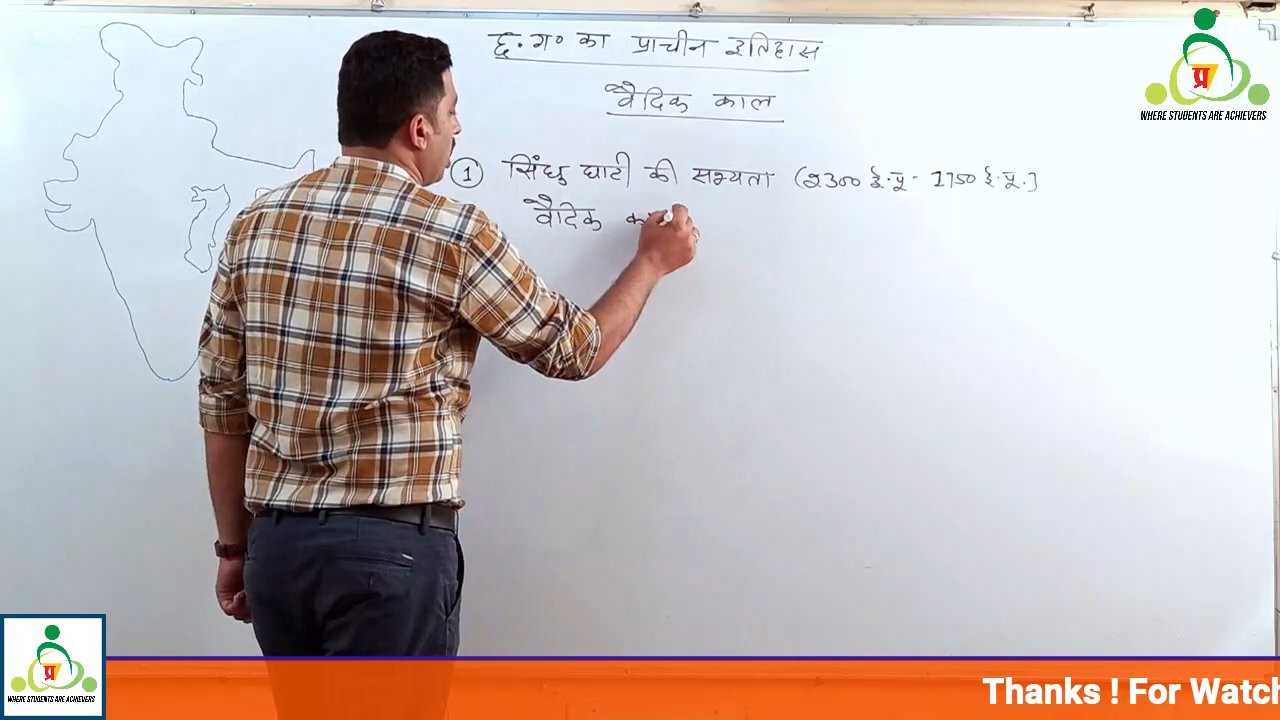 छ.ग॰ का प्राचीन इतिहास
वैदिक काल
① सिंधु घाटी की सभ्यता (2300 ई.पू - 1750 ई.पू.]
वैदिक
प्र
WHERE STUDENTS ARE ACHIEVERS
प्र
WHERE STUDENTS ARE ACHIEVERS
Thanks ! For Watch